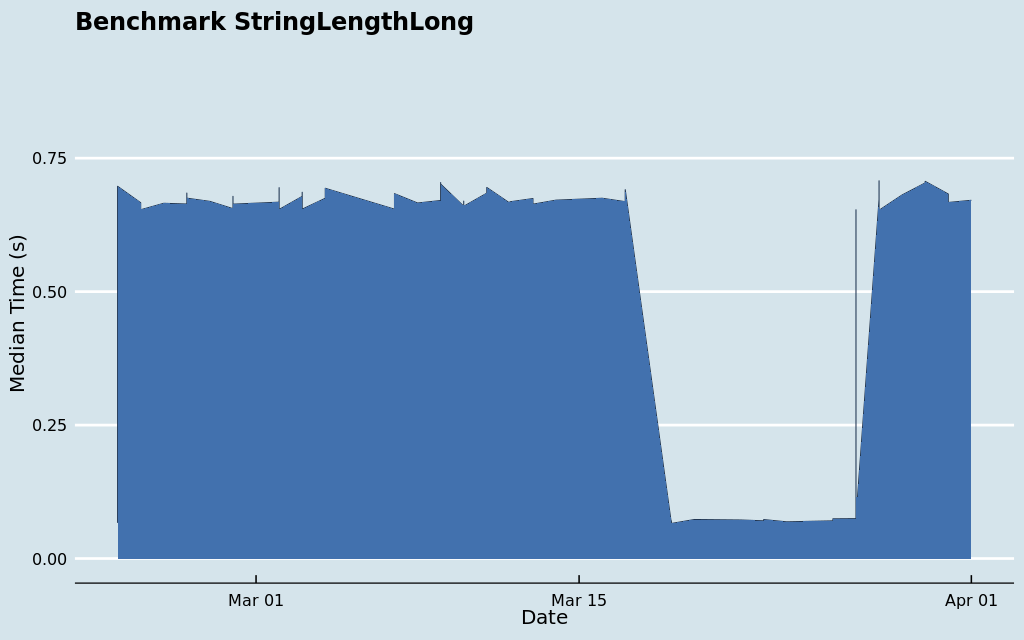 Benchmark StringLengthLong
Median Time (s)
0.75
0.50
0.25
0.00
Mar 01
Mar 15
Apr 01
Date